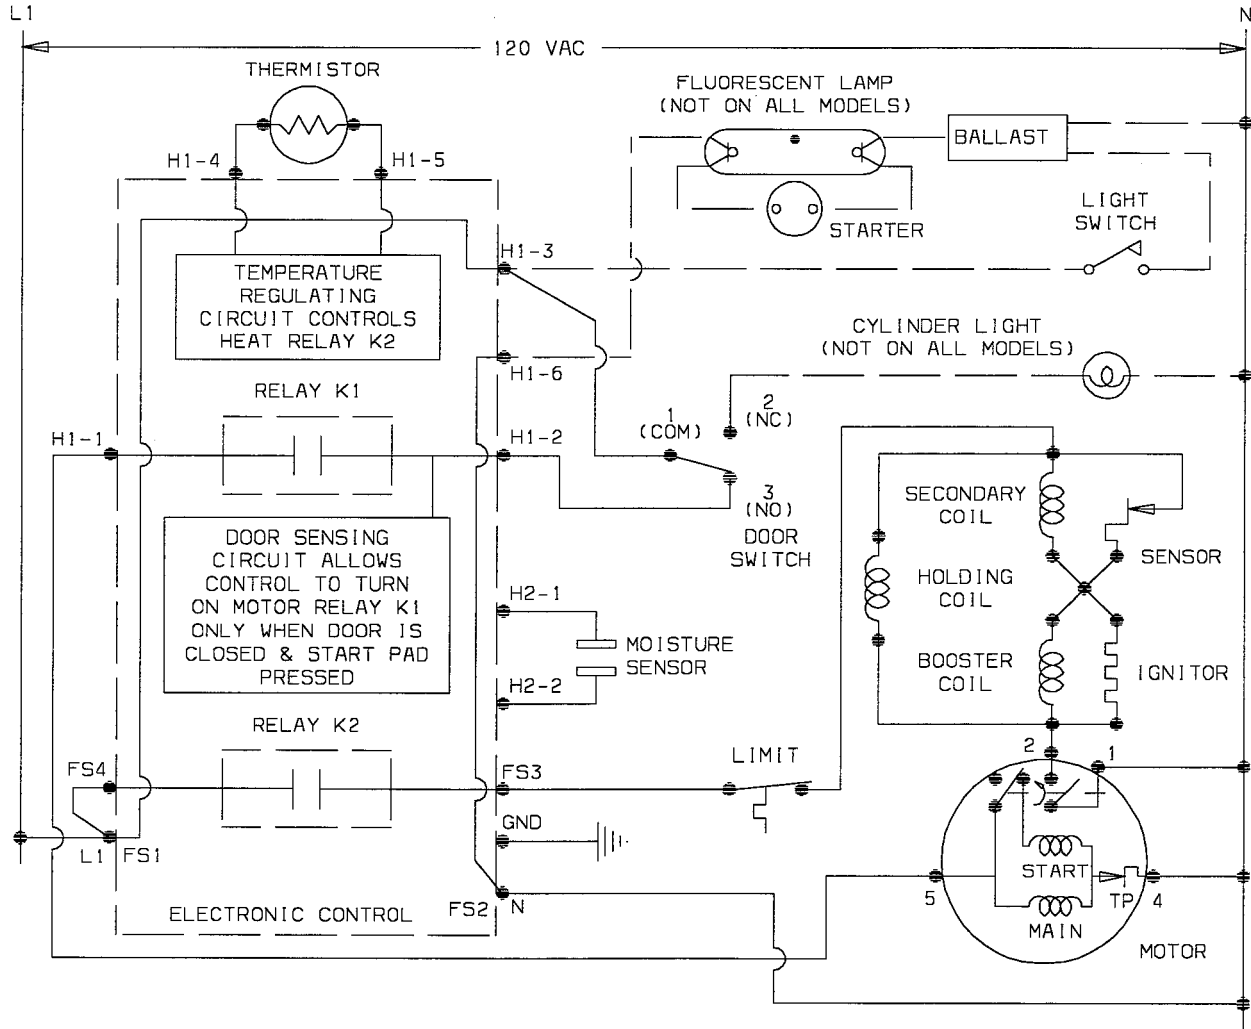 L1
N
120 VAC
THERMISTOR
FLUORESCENT LAMP
(NOT ON ALL MODELS)
BALLAST
H1-4
H1-5
LIGHT
SWITCH
STARTER
H1-3
TEMPERATURE
REGULATING
CIRCUIT CONTROLS
HEAT RELAY K2
CYLINDER LIGHT
(NOT ON ALL MODELS)
H1-6
RELAY K1
1
(COM)
2
(NC)
H1-1
H1-2
3
(NO)
DOOR
SWITCH
SECONDARY
COIL
SENSOR
DOOR SENSING
CIRCUIT ALLOWS
CONTROL TO TURN
ON MOTOR RELAY K1
ONLY WHEN DOOR IS
CLOSED & START PAD
PRESSED
HOLDING
COIL
H2-1
MOISTURE
SENSOR
BOOSTER
COIL
IGNITOR
H2-2
RELAY K2
LIMIT
2
1
FS4
FS3
GND
L1
FS1
START
5
TP
4
FS2
N
ELECTRONIC CONTROL
MAIN
MOTOR